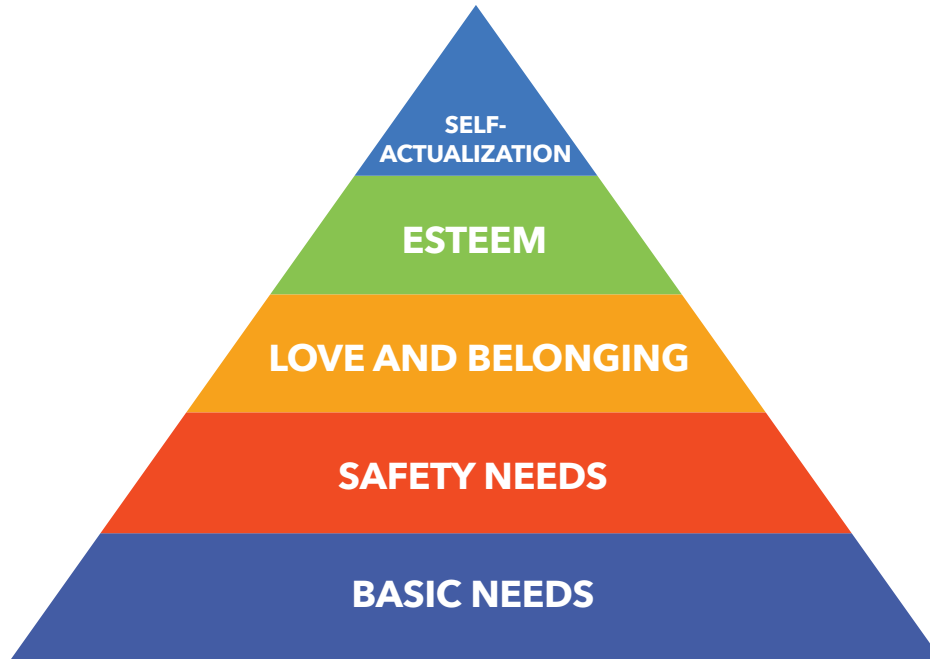 SELF-
ACTUALIZATION
ESTEEM
LOVE AND BELONGING
SAFETY NEEDS
BASIC NEEDS